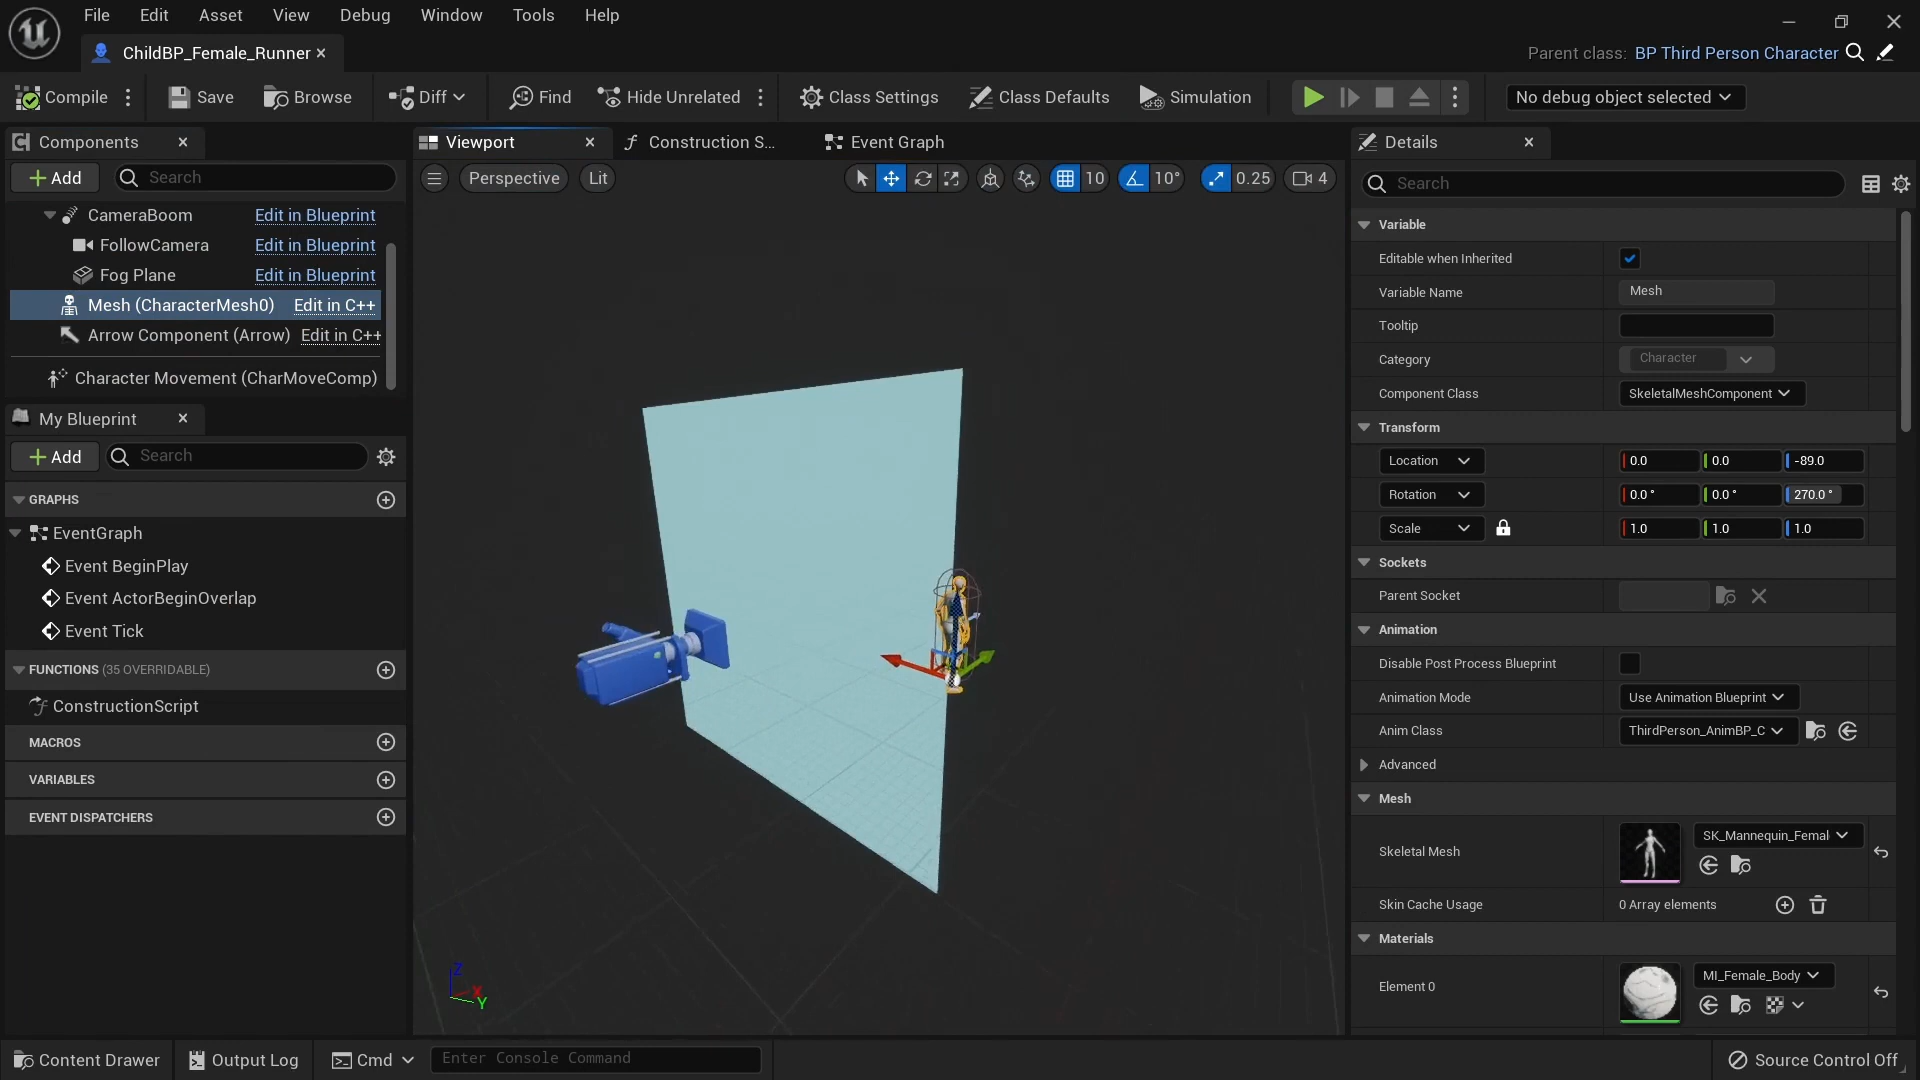 File Edit Asset View Debug Window Tools Help
ChildBP_Female_Runner
Parent class: BP Third Person Character
Compile Save Browse Diff Find Hide Unrelated Class Settings Class Defaults Simulation No debug object selected
Components
Add Search
CameraBoom Edit in Blueprint
FollowCamera Edit in Blueprint
Fog Plane Edit in Blueprint
Mesh (CharacterMesh0) Edit in C++
Arrow Component (Arrow) Edit in C++
Character Movement (CharMoveComp)
My Blueprint
Add Search
GRAPHS
EventGraph
Event BeginPlay
Event ActorBeginOverlap
Event Tick
FUNCTIONS (35 OVERRIDABLE)
ConstructionScript
MACROS
VARIABLES
EVENT DISPATCHERS
Viewport Construction S... Event Graph
Perspective Lit 10 10° 0.25 4
Z
X
Y
Details
Search
Variable
Editable when Inherited
Variable Name Mesh
Tooltip
Category Character
Component Class SkeletalMeshComponent
Transform
Location 0.0 0.0 -89.0
Rotation 0.0 ° 0.0 ° 270.0 °
Scale 1.0 1.0 1.0
Sockets
Parent Socket
Animation
Disable Post Process Blueprint
Animation Mode Use Animation Blueprint
Anim Class ThirdPerson_AnimBP_C
Advanced
Mesh
Skeletal Mesh SK_Mannequin_Femal
Skin Cache Usage 0 Array elements
Materials
Element 0 MI_Female_Body
Content Drawer Output Log Cmd Enter Console Command Source Control Off